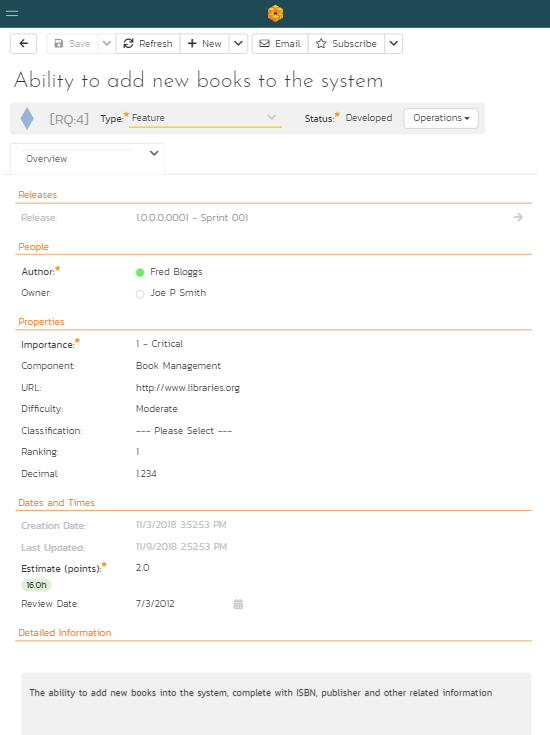 Save Refresh + New Email Subscribe
Ability to add new books to the system
[RQ:4] Type:* Feature Status:* Developed Operations
Overview
Releases
Release: 1.0.0.0.0001 - Sprint 001
People
Author:* Fred Bloggs
Owner: Joe P Smith
Properties
Importance:* 1 - Critical
Component: Book Management
URL: http://www.libraries.org
Difficulty: Moderate
Classification: --- Please Select ---
Ranking: 1
Decimal: 1.234
Dates and Times
Creation Date: 11/3/2018 3:52:53 PM
Last Updated: 11/9/2018 2:52:53 PM
Estimate (points):* 2.0
16.0h
Review Date: 7/3/2012
Detailed Information
The ability to add new books into the system, complete with ISBN, publisher and other related information